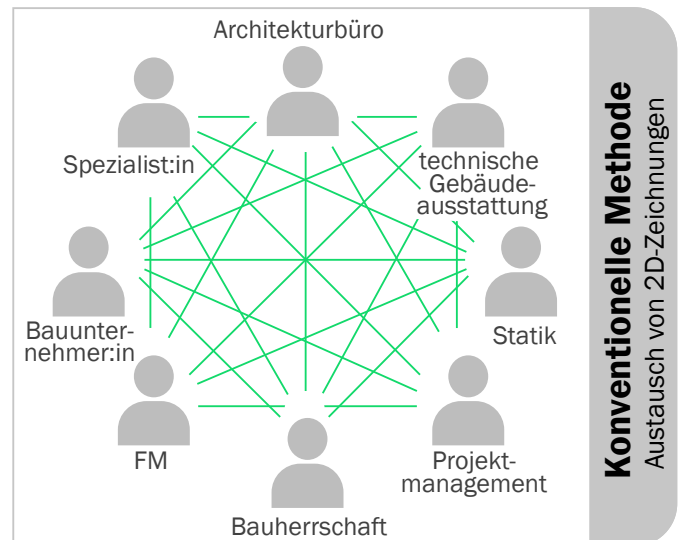 Architekturbüro
Spezialist:in
technische
Gebäude-
ausstattung
Bauunter-
nehmer:in
Statik
FM
Projekt-
management
Bauherrschaft
Konventionelle Methode
Austausch von 2D-Zeichnungen